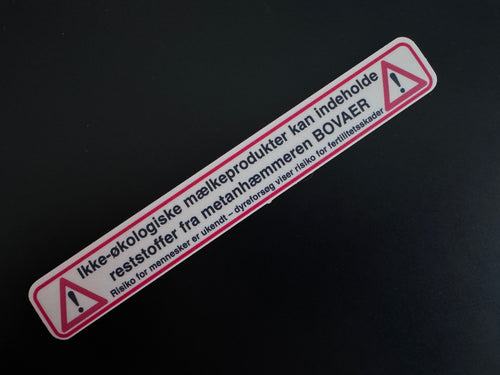 Ikke-økologiske mælkeprodukter kan indeholde
reststoffer fra metanhæmmeren BOVAER
Risiko for mennesker er ukendt – dyreforsøg viser risiko for fertilitetsskader